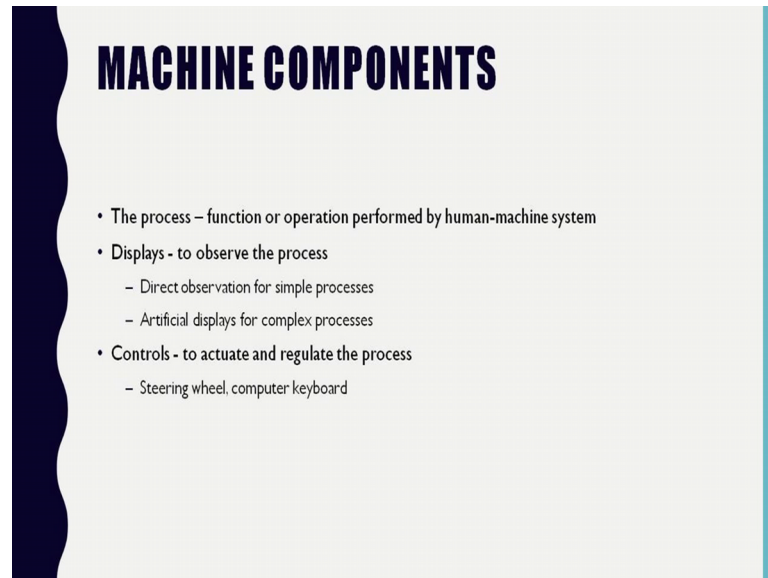 MACHINE COMPONENTS
• The process – function or operation performed by human-machine system
• Displays - to observe the process
– Direct observation for simple processes
– Artificial displays for complex processes
• Controls - to actuate and regulate the process
– Steering wheel, computer keyboard